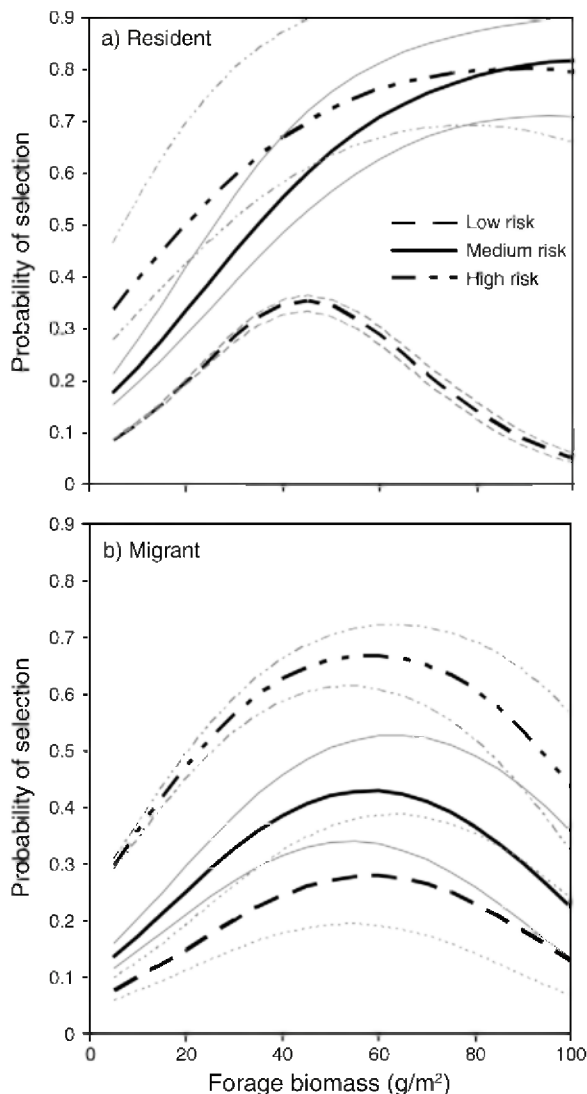 a) Resident
0.9
0.8
0.7
0.6
0.5
0.4
0.3
0.2
0.1
0
Probability of selection
Low risk
Medium risk
High risk
b) Migrant
0.9
0.8
0.7
0.6
0.5
0.4
0.3
0.2
0.1
0
Probability of selection
0 20 40 60 80 100
Forage biomass (g/m²)